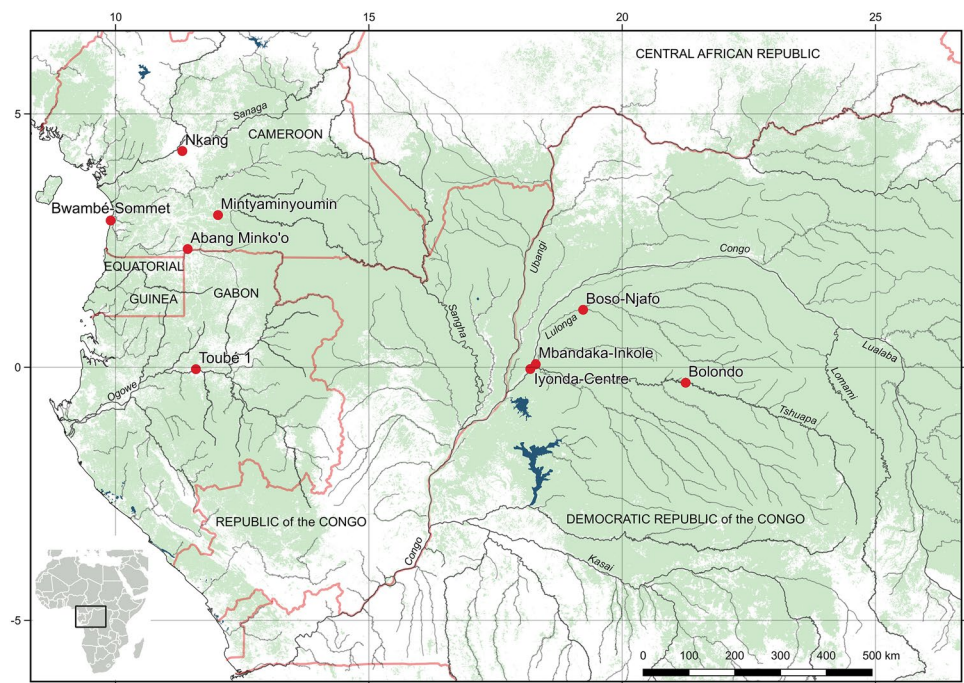 10 15 20 25
CENTRAL AFRICAN REPUBLIC
5
Sanaga
CAMEROON
Nkang
Bwambé-Sommet
Mintyaminyoumin
Abang Minko'o
EQUATORIAL
GUINEA
GABON
Ubangi
Congo
Sangha
Boso-Njafo
Lulonga
Toubé 1
Mbandaka-Inkole
Iyonda-Centre
Bolondo
Lualaba
Lomami
0
Ogowe
Tshuapa
REPUBLIC of the CONGO
DEMOCRATIC REPUBLIC of the CONGO
Congo
Kasai
-5
0 100 200 300 400 500 km